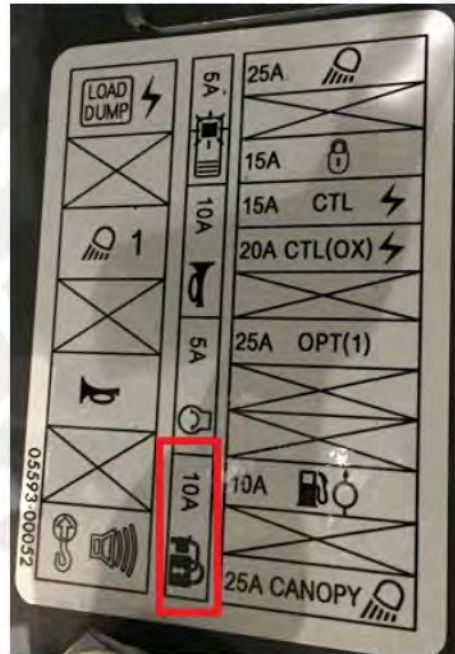 LOAD
DUMP
1
05593-00052
5A
10A
5A
10A
25A
15A
15A CTL
20A CTL(OX)
25A OPT(1)
10A
25A CANOPY